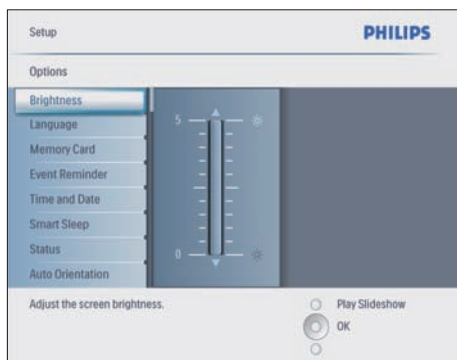 Setup
PHILIPS
Options
Brightness
Language
Memory Card
Event Reminder
Time and Date
Smart Sleep
Status
Auto Orientation
5
0
Adjust the screen brightness.
Play Slideshow
OK